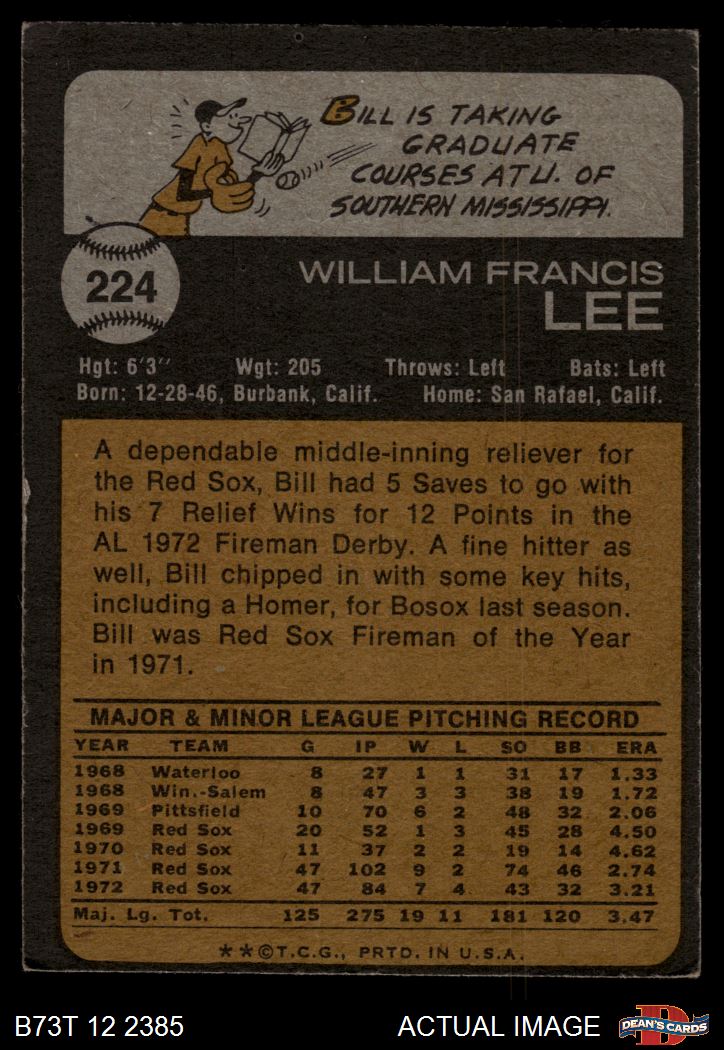 BILL IS TAKING
GRADUATE
COURSES AT U. OF
SOUTHERN MISSISSIPPI.
224
WILLIAM FRANCIS
LEE
Hgt: 6'3" Wgt: 205 Throws: Left Bats: Left
Born: 12-28-46, Burbank, Calif. Home: San Rafael, Calif.
A dependable middle-inning reliever for
the Red Sox, Bill had 5 Saves to go with
his 7 Relief Wins for 12 Points in the
AL 1972 Fireman Derby. A fine hitter as
well, Bill chipped in with some key hits,
including a Homer, for Bosox last season.
Bill was Red Sox Fireman of the Year
in 1971.
MAJOR & MINOR LEAGUE PITCHING RECORD
YEAR TEAM G IP W L SO BB ERA
1968 Waterloo 8 27 1 1 31 17 1.33
1968 Win.-Salem 8 47 3 3 38 19 1.72
1969 Pittsfield 10 70 6 2 48 32 2.06
1969 Red Sox 20 52 1 3 45 28 4.50
1970 Red Sox 11 37 2 2 19 14 4.62
1971 Red Sox 47 102 9 2 74 46 2.74
1972 Red Sox 47 84 7 4 43 32 3.21
Maj. Lg. Tot. 125 275 19 11 181 120 3.47
**©T.C.G., PRTD. IN U.S.A.
B73T 12 2385 ACTUAL IMAGE D DEAN'S CARDS